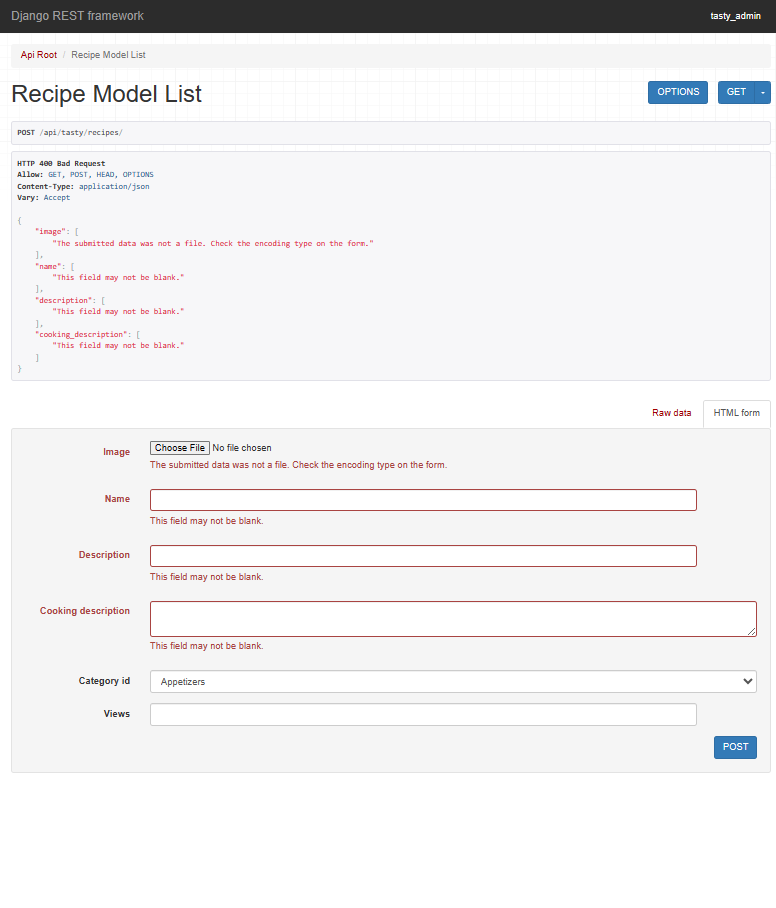 Django REST framework
tasty_admin
Api Root / Recipe Model List
Recipe Model List
OPTIONS
GET
POST /api/tasty/recipes/
HTTP 400 Bad Request
Allow: GET, POST, HEAD, OPTIONS
Content-Type: application/json
Vary: Accept
{
"image": [
"The submitted data was not a file. Check the encoding type on the form."
],
"name": [
"This field may not be blank."
],
"description": [
"This field may not be blank."
],
"cooking_description": [
"This field may not be blank."
]
}
Raw data
HTML form
Image
Choose File No file chosen
The submitted data was not a file. Check the encoding type on the form.
Name
This field may not be blank.
Description
This field may not be blank.
Cooking description
This field may not be blank.
Category id
Appetizers
Views
POST